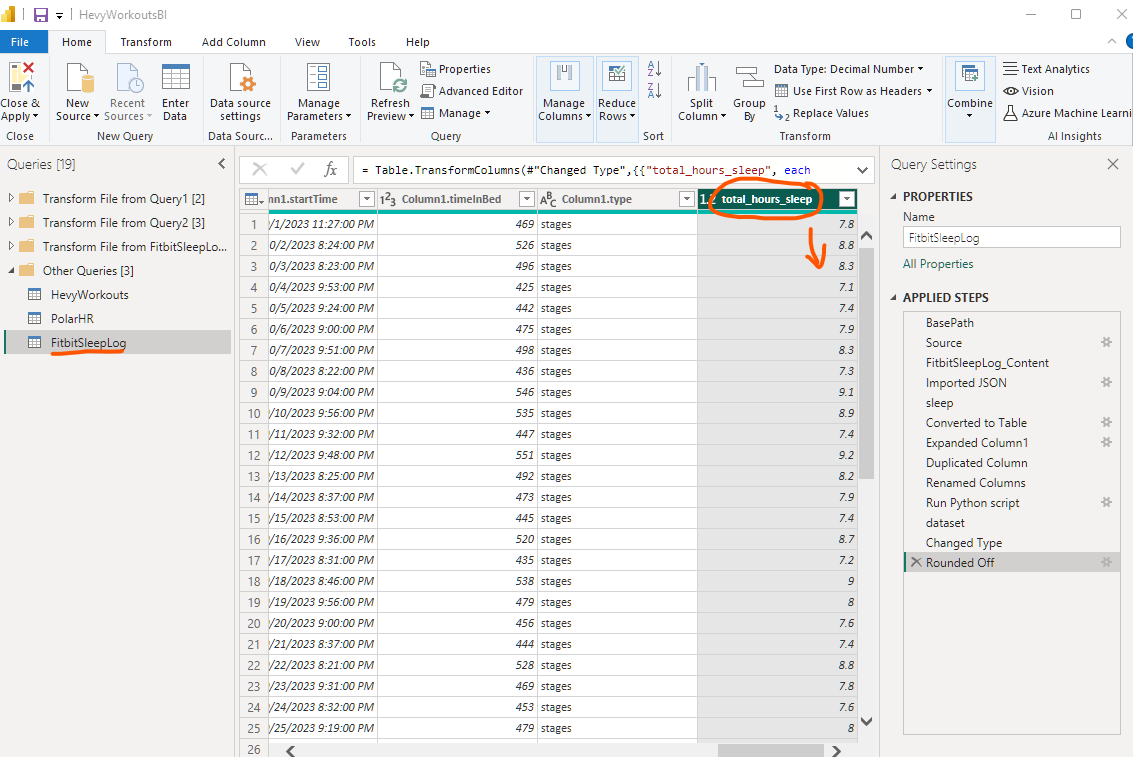 HevyWorkoutsBI
File Home Transform Add Column View Tools Help
Close & Apply
Close
New Source
Recent Sources
Enter Data
New Query
Data source settings
Data Sourc...
Manage Parameters
Parameters
Refresh Preview
Properties
Advanced Editor
Manage
Query
Manage Columns
Reduce Rows
Sort
Split Column
Group By
Data Type: Decimal Number
Use First Row as Headers
Replace Values
Transform
Combine
Text Analytics
Vision
Azure Machine Learni
AI Insights
Queries [19]
Transform File from Query1 [2]
Transform File from Query2 [3]
Transform File from FitbitSleepLo...
Other Queries [3]
HevyWorkouts
PolarHR
FitbitSleepLog
fx = Table.TransformColumns(#"Changed Type",{{"total_hours_sleep", each
nn1.startTime 1²3 Column1.timeInBed ABC Column1.type 1.2 total_hours_sleep
1 /1/2023 11:27:00 PM 469 stages 7.8
2 0/2/2023 8:24:00 PM 526 stages 8.8
3 0/3/2023 8:23:00 PM 496 stages 8.3
4 0/4/2023 9:53:00 PM 425 stages 7.1
5 0/5/2023 9:24:00 PM 442 stages 7.4
6 0/6/2023 9:00:00 PM 475 stages 7.9
7 0/7/2023 9:51:00 PM 498 stages 8.3
8 0/8/2023 8:22:00 PM 436 stages 7.3
9 0/9/2023 9:04:00 PM 546 stages 9.1
10 /10/2023 9:56:00 PM 535 stages 8.9
11 /11/2023 9:32:00 PM 447 stages 7.4
12 /12/2023 9:48:00 PM 551 stages 9.2
13 /13/2023 8:25:00 PM 492 stages 8.2
14 /14/2023 8:37:00 PM 473 stages 7.9
15 /15/2023 8:53:00 PM 445 stages 7.4
16 /16/2023 9:36:00 PM 520 stages 8.7
17 /17/2023 8:31:00 PM 435 stages 7.2
18 /18/2023 8:46:00 PM 538 stages 9
19 /19/2023 9:56:00 PM 479 stages 8
20 /20/2023 9:00:00 PM 456 stages 7.6
21 /21/2023 8:37:00 PM 444 stages 7.4
22 /22/2023 8:21:00 PM 528 stages 8.8
23 /23/2023 9:31:00 PM 469 stages 7.8
24 /24/2023 8:32:00 PM 453 stages 7.6
25 /25/2023 9:19:00 PM 479 stages 8
26
Query Settings
PROPERTIES
Name
FitbitSleepLog
All Properties
APPLIED STEPS
BasePath
Source
FitbitSleepLog_Content
Imported JSON
sleep
Converted to Table
Expanded Column1
Duplicated Column
Renamed Columns
Run Python script
dataset
Changed Type
Rounded Off